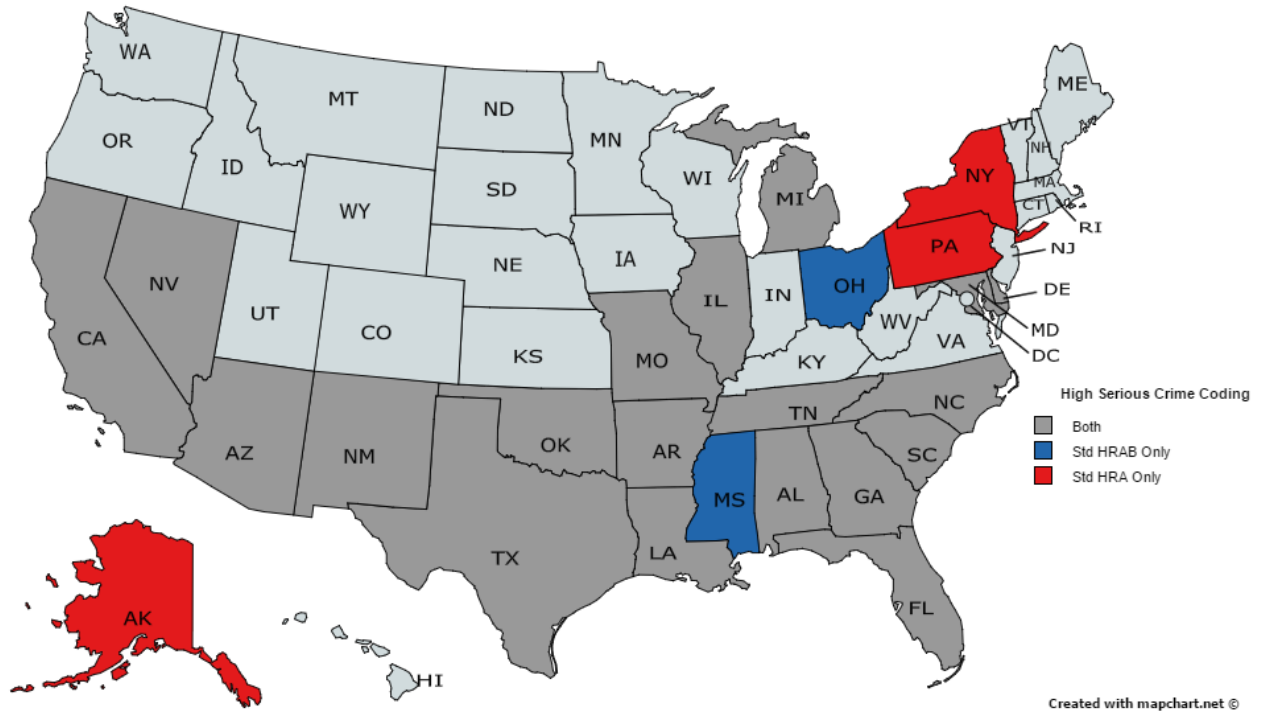 WA
MT
ND
MN
ME
OR
ID
SD
WI
VT
NH
NY
MA
CT
RI
WY
MI
PA
NJ
NE
IA
NV
UT
CO
IL
IN
OH
DE
WV
MD
CA
KS
MO
KY
VA
DC
High Serious Crime Coding
TN
NC
Both
AZ
NM
OK
AR
SC
Std HRAB Only
Std HRA Only
MS
AL
GA
TX
LA
FL
AK
HI
Created with mapchart.net ©